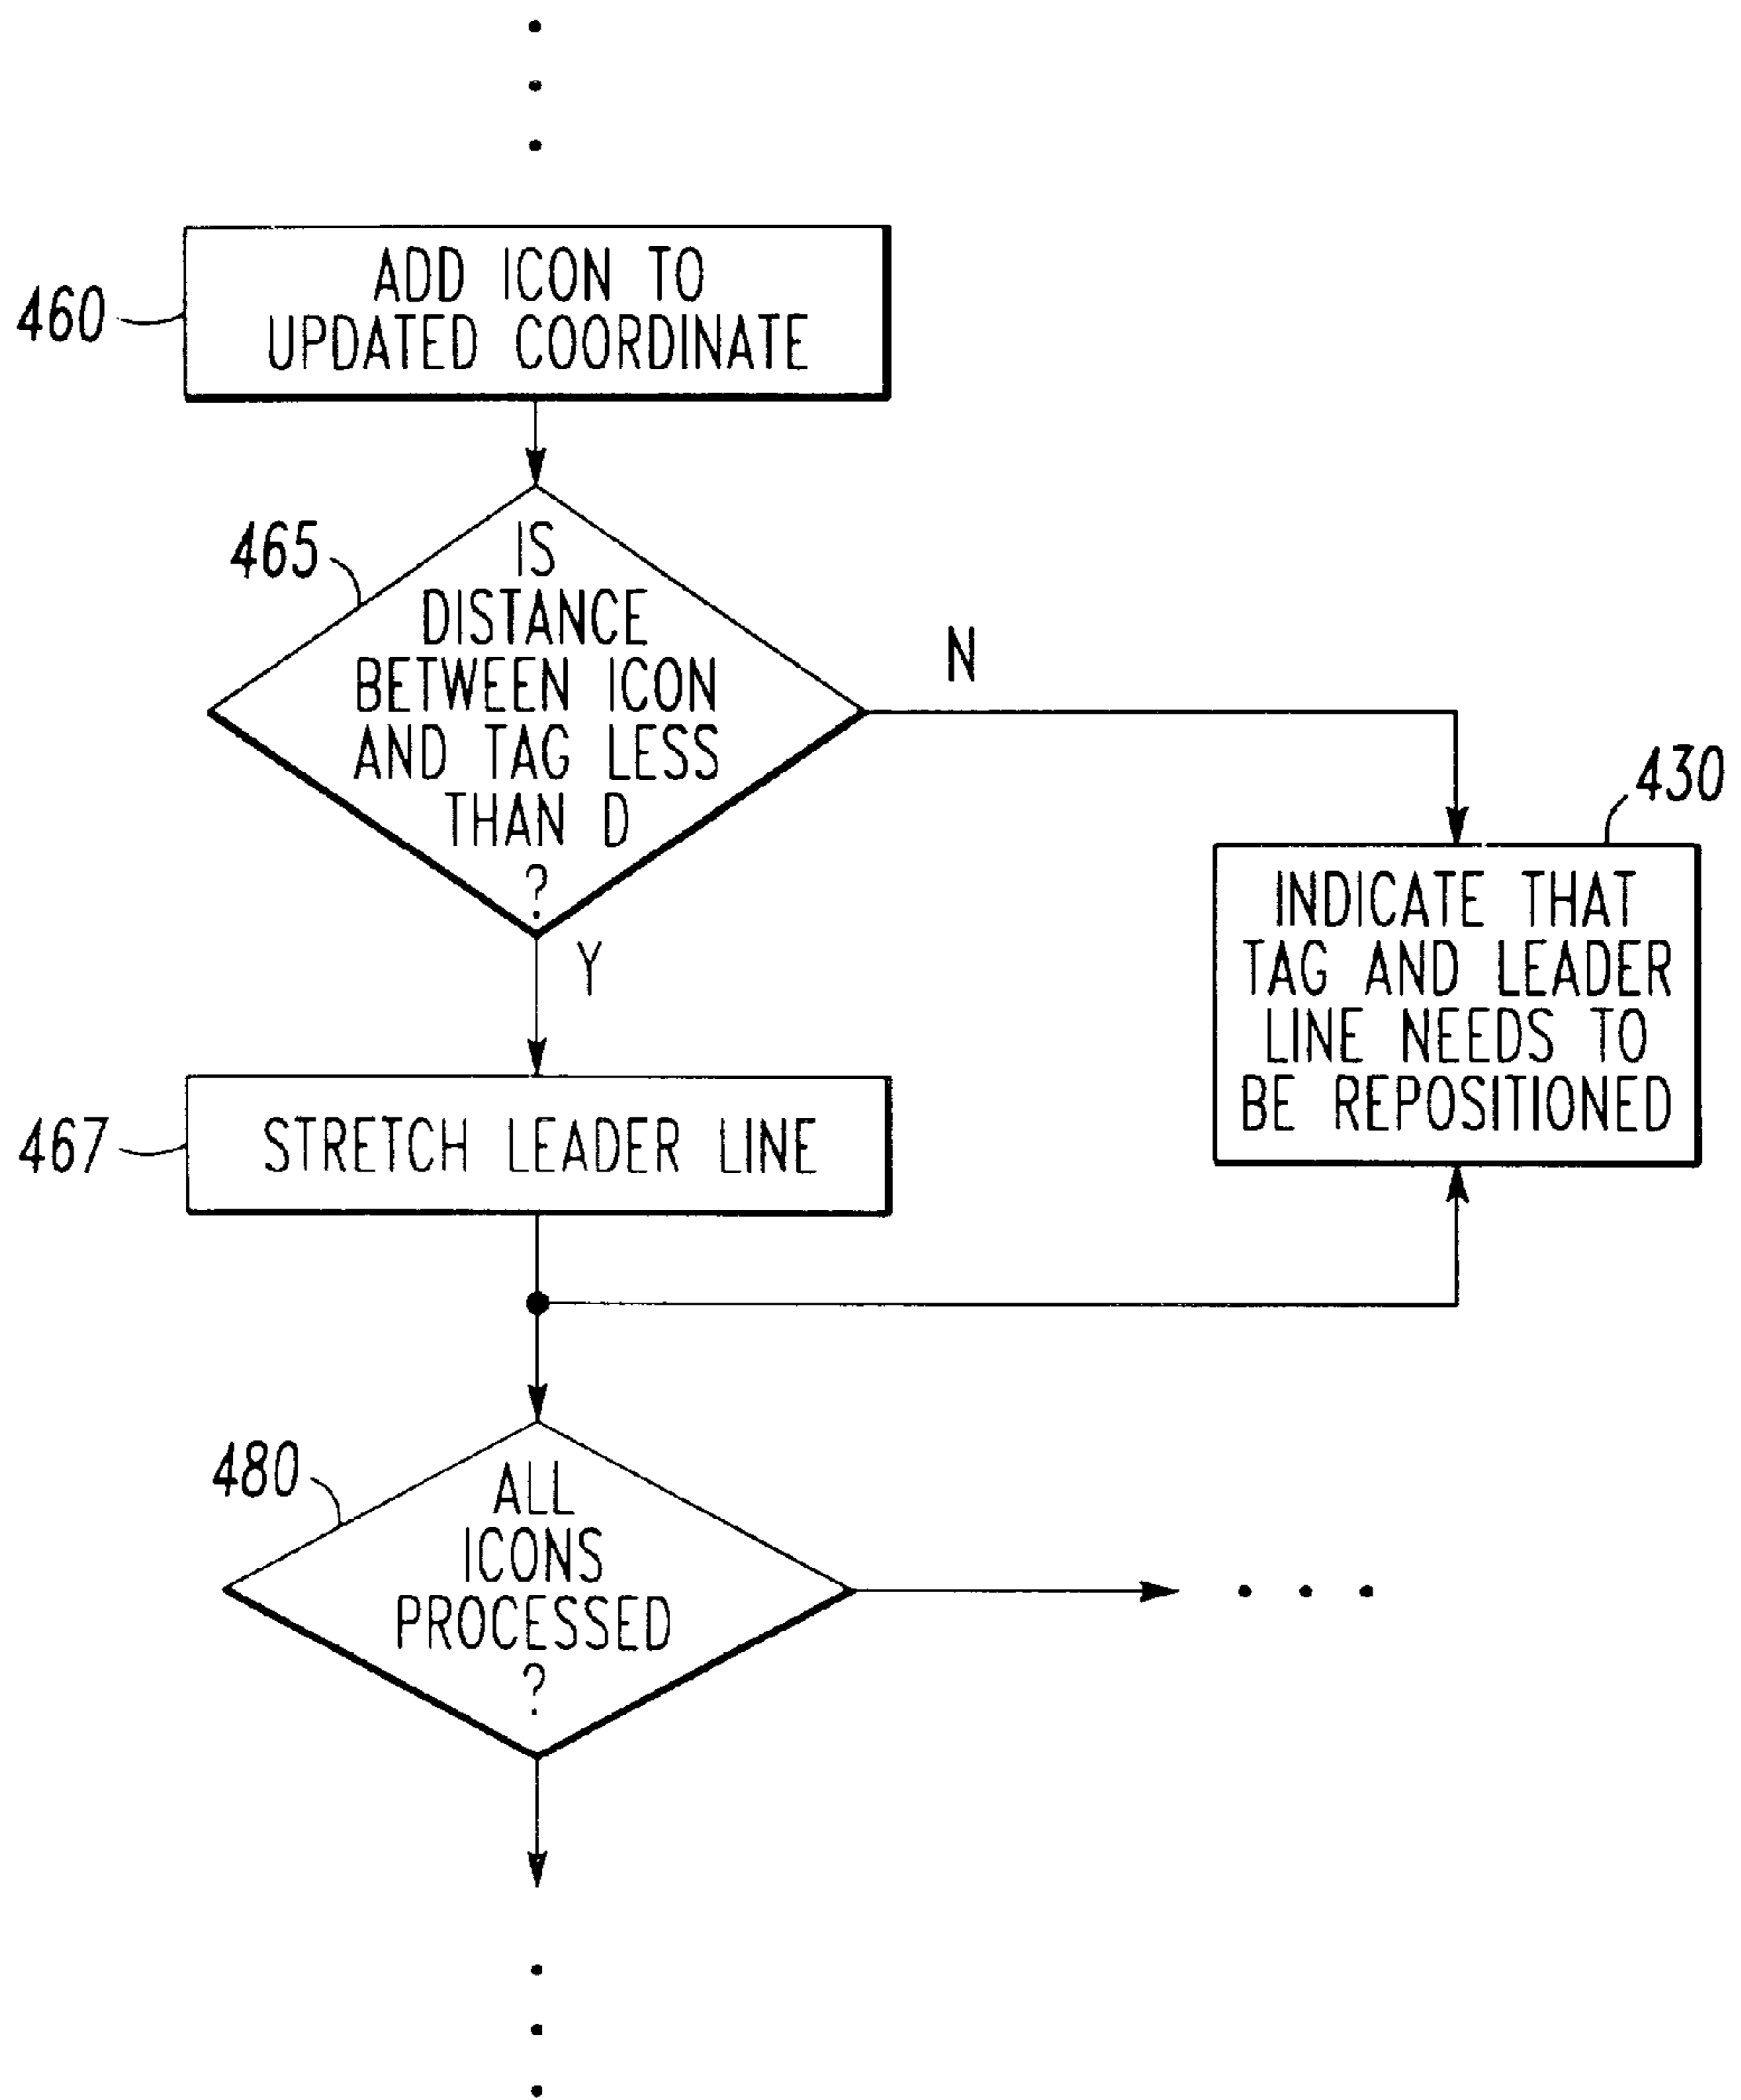 460
ADD ICON TO
UPDATED COORDINATE
465
IS
DISTANCE
BETWEEN ICON
AND TAG LESS
THAN D
?
N
Y
430
INDICATE THAT
TAG AND LEADER
LINE NEEDS TO
BE REPOSITIONED
467
STRETCH LEADER LINE
480
ALL
ICONS
PROCESSED
?